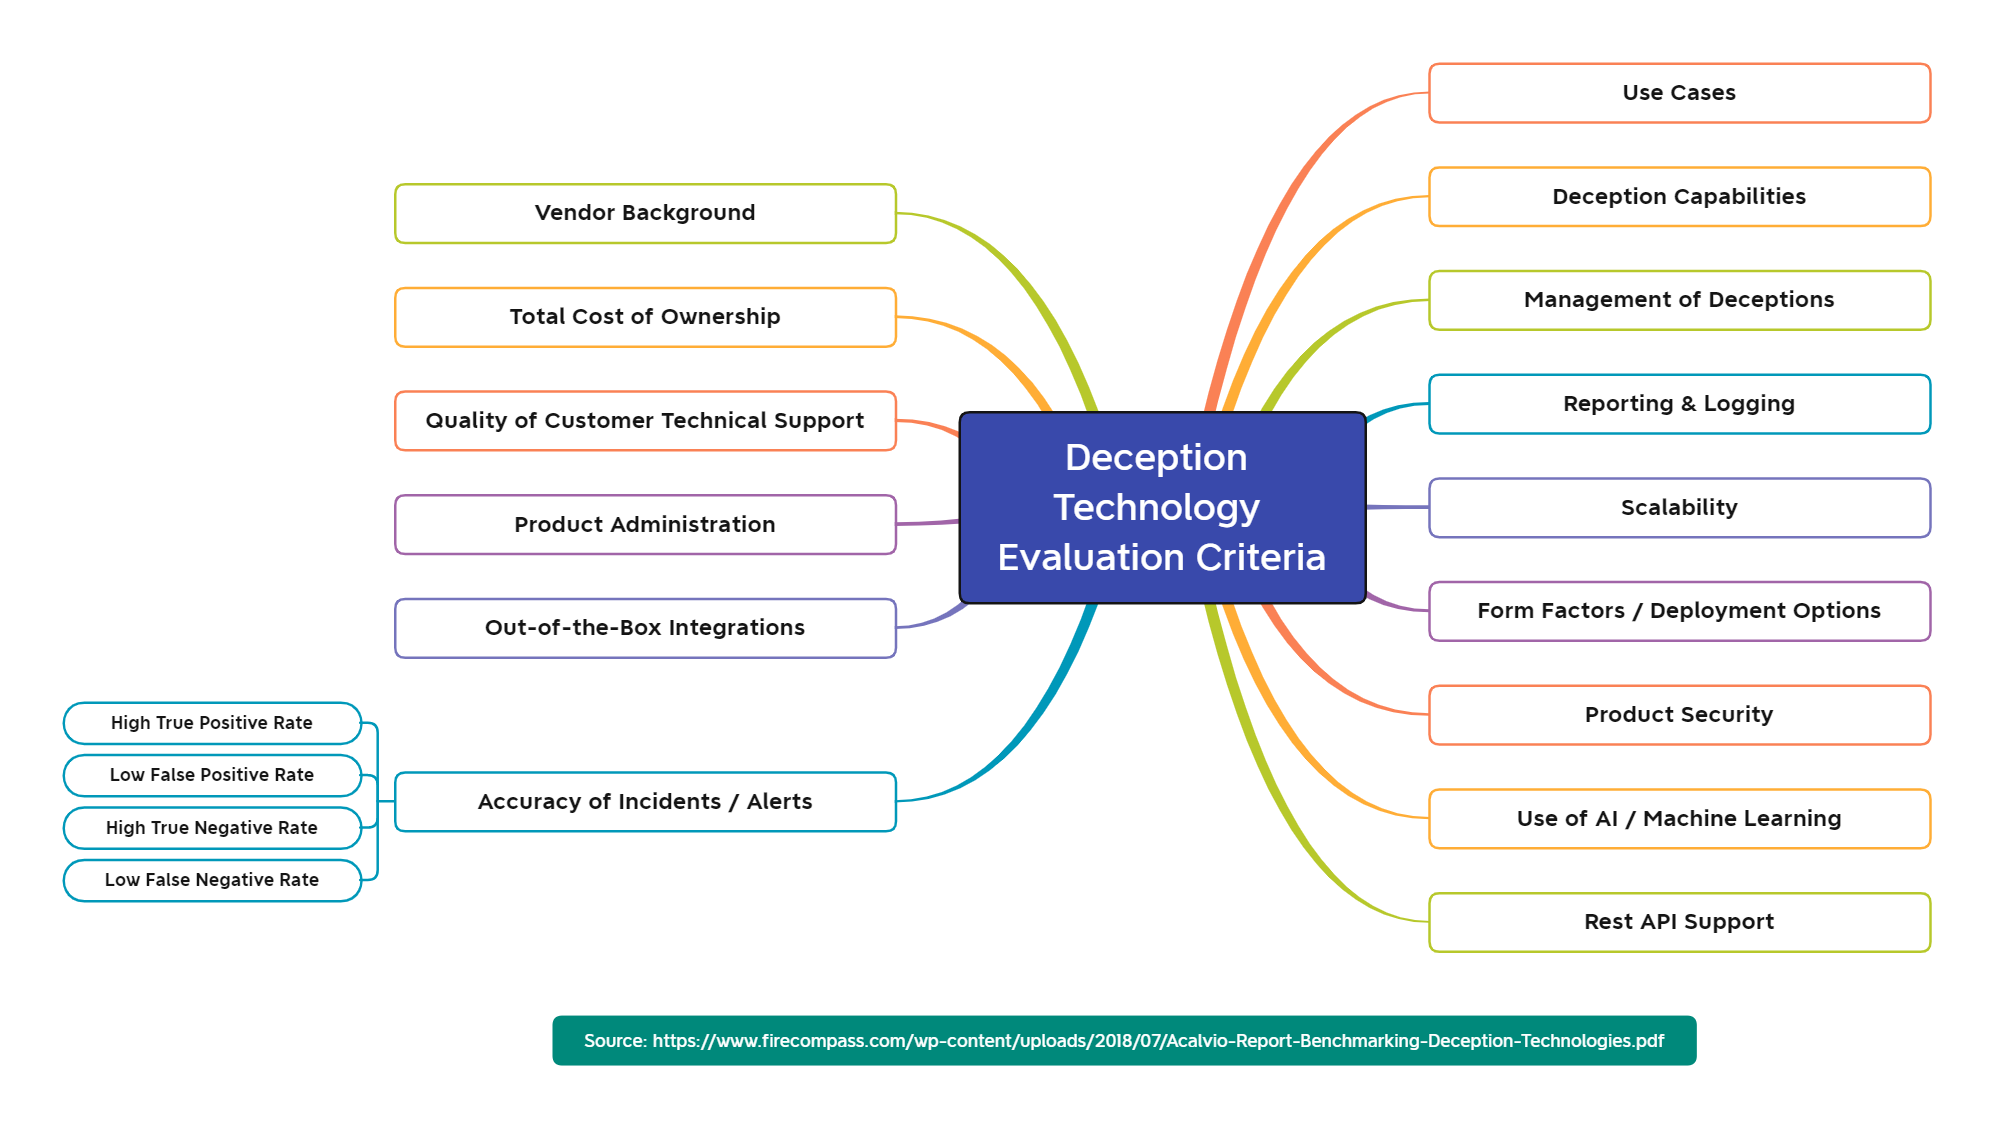 Deception
Technology
Evaluation Criteria
Use Cases
Deception Capabilities
Management of Deceptions
Reporting & Logging
Scalability
Form Factors / Deployment Options
Product Security
Use of AI / Machine Learning
Rest API Support
Vendor Background
Total Cost of Ownership
Quality of Customer Technical Support
Product Administration
Out-of-the-Box Integrations
Accuracy of Incidents / Alerts
High True Positive Rate
Low False Positive Rate
High True Negative Rate
Low False Negative Rate
Source: https://www.firecompass.com/wp-content/uploads/2018/07/Acalvio-Report-Benchmarking-Deception-Technologies.pdf